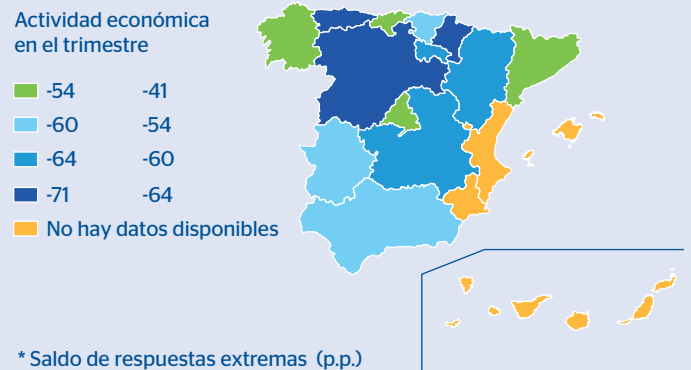 Actividad económica
en el trimestre
-54 -41
-60 -54
-64 -60
-71 -64
No hay datos disponibles
* Saldo de respuestas extremas (p.p.)